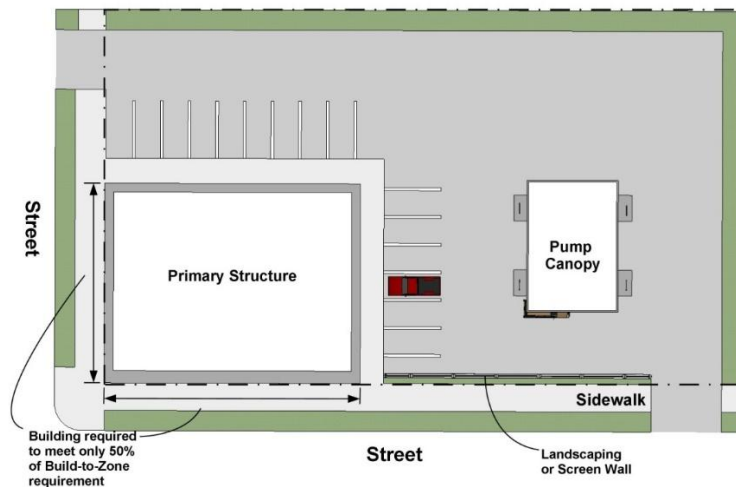 Street
Primary Structure
Pump
Canopy
Sidewalk
Building required
to meet only 50%
of Build-to-Zone
requirement
Street
Landscaping
or Screen Wall